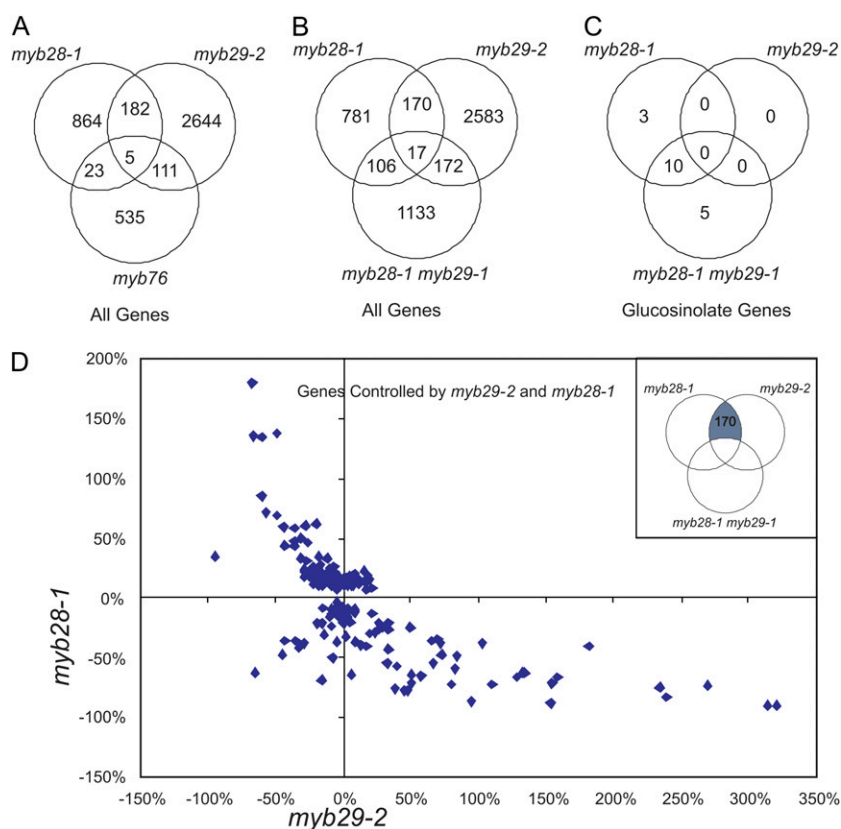 A
B
C
myb28-1
myb29-2
864
182
2644
5
23
111
535
myb76
All Genes
myb28-1
myb29-2
781
170
2583
17
106
172
1133
myb28-1 myb29-1
All Genes
myb28-1
myb29-2
3
0
0
0
10
0
5
myb28-1 myb29-1
Glucosinolate Genes
D
Genes Controlled by myb29-2 and myb28-1
myb28-1
myb29-2
170
myb28-1 myb29-1
200%
150%
100%
50%
0%
-50%
-100%
-150%
myb28-1
-150%
-100%
-50%
0%
50%
100%
150%
200%
250%
300%
350%
myb29-2